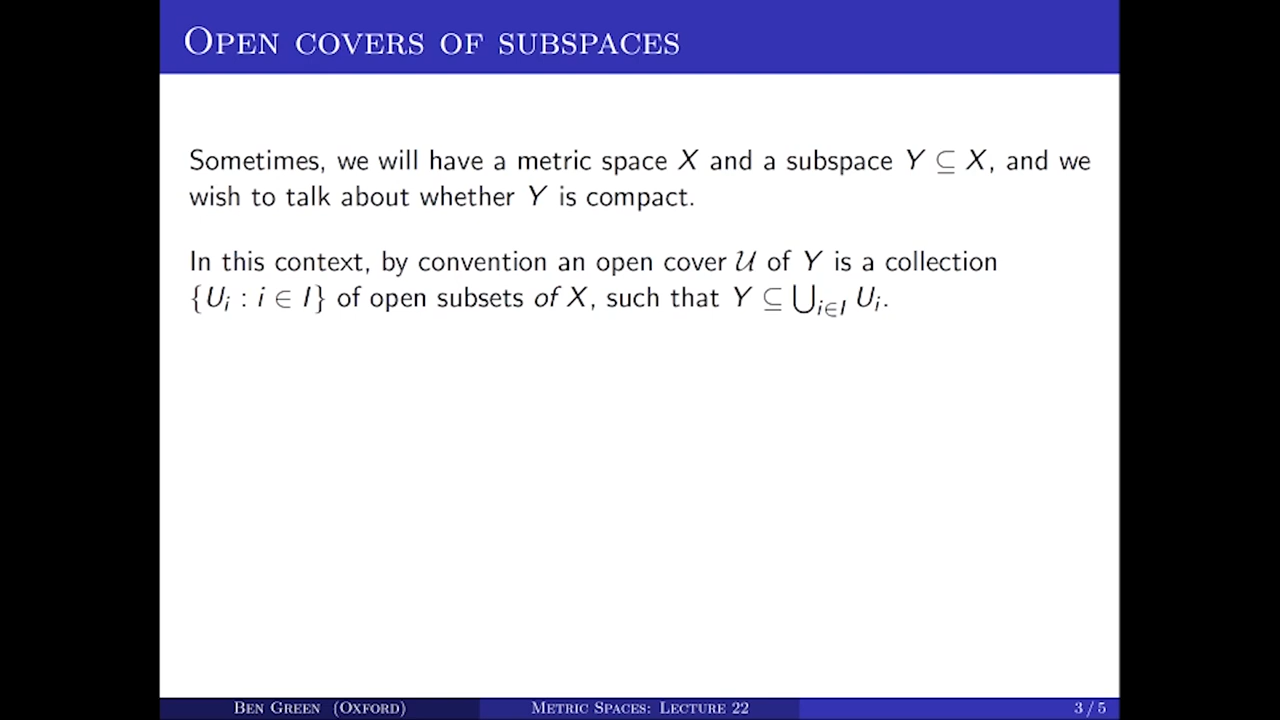 Open covers of subspaces
Sometimes, we will have a metric space X and a subspace Y ⊆ X, and we
wish to talk about whether Y is compact.
In this context, by convention an open cover 𝒰 of Y is a collection
{Uᵢ : i ∈ I} of open subsets of X, such that Y ⊆ ⋃_{i∈I} Uᵢ.
Ben Green (Oxford)
Metric Spaces: Lecture 22
3 / 5